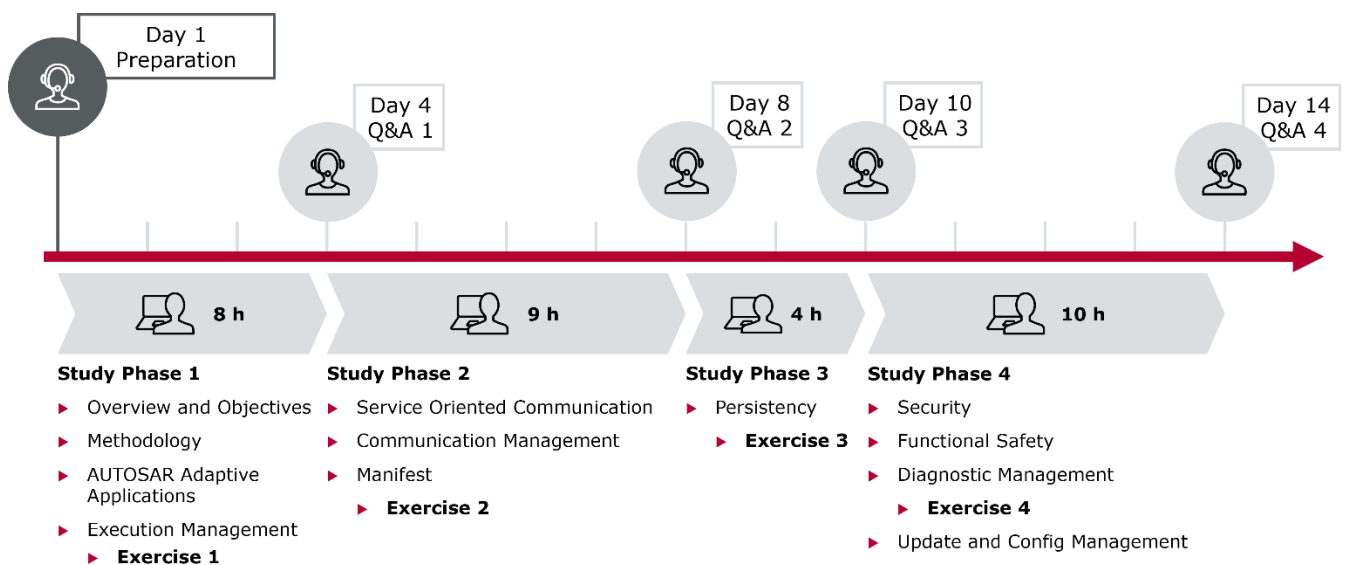 Day 1
Preparation
Day 4
Q&A 1
Day 8
Q&A 2
Day 10
Q&A 3
Day 14
Q&A 4
8 h
9 h
4 h
10 h
Study Phase 1
Overview and Objectives
Methodology
AUTOSAR Adaptive
Applications
Execution Management
Exercise 1
Study Phase 2
Service Oriented Communication
Communication Management
Manifest
Exercise 2
Study Phase 3
Persistency
Exercise 3
Study Phase 4
Security
Functional Safety
Diagnostic Management
Exercise 4
Update and Config Management